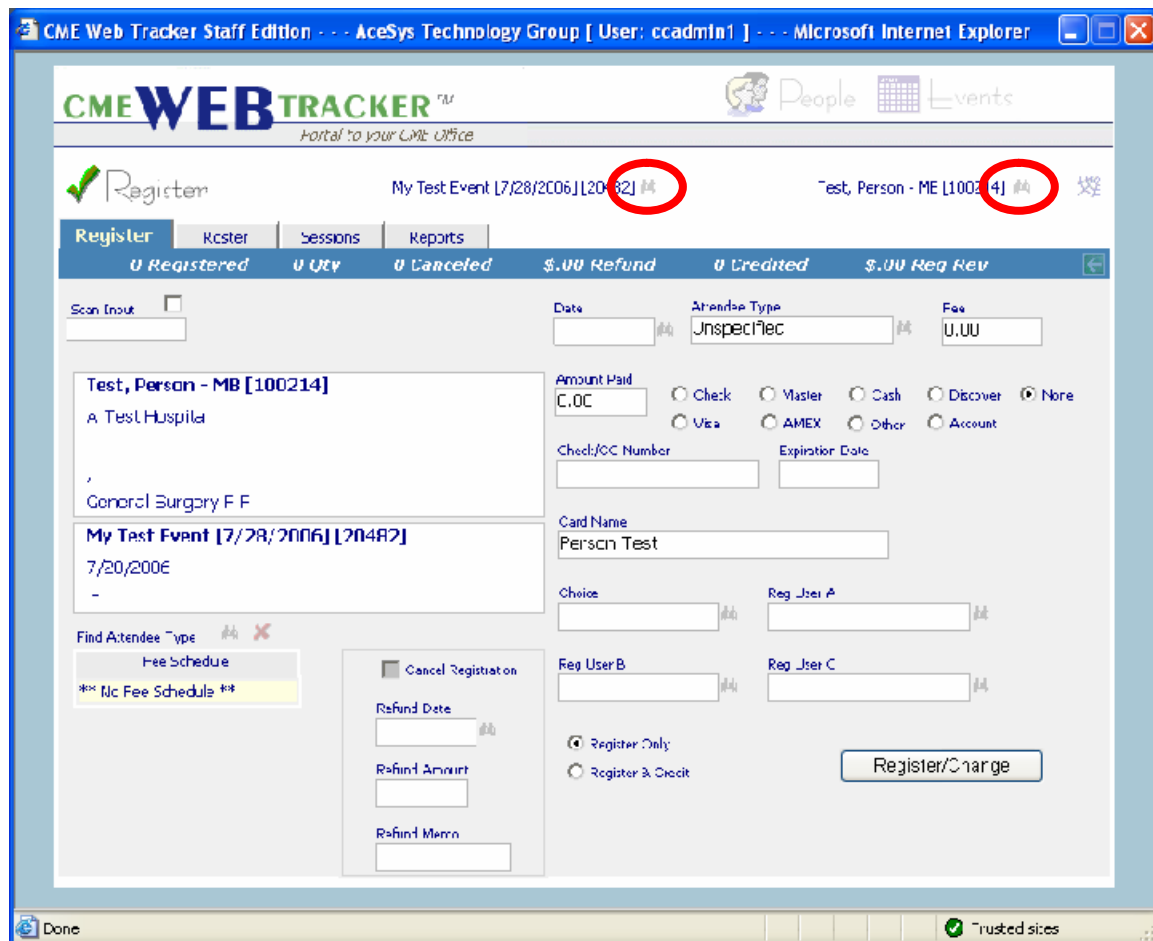 CME Web Tracker Staff Edition - - - AceSys Technology Group [ User: ccadmin1 ] - - - Microsoft Internet Explorer
CME WEB TRACKER TM
People Events
Portal to your CME Office
Register
My Test Event [7/28/2006] [20482]
Test, Person - ME [100214]
Register Roster Sessions Reports
0 Registered 0 Qty 0 Canceled $.00 Refund 0 Credited $.00 Reg Rev
Scan Input
Date Attendee Type Fee
Unspecified 0.00
Test, Person - MB [100214]
A Test Hospital
,
General Surgery
My Test Event [7/28/2006] [20482]
7/20/2006
-
Find Attendee Type
Fee Schedule
** No Fee Schedule **
Cancel Registration
Refund Date
Refund Amount
Refund Memo
Amount Paid
0.00
Check Master Cash Discover None
Visa AMEX Other Account
Check/CC Number Expiration Date
Card Name
Person Test
Choice Reg User A
Reg User B Reg User C
Register Only
Register & Credit
Register/Change
Done
Trusted sites